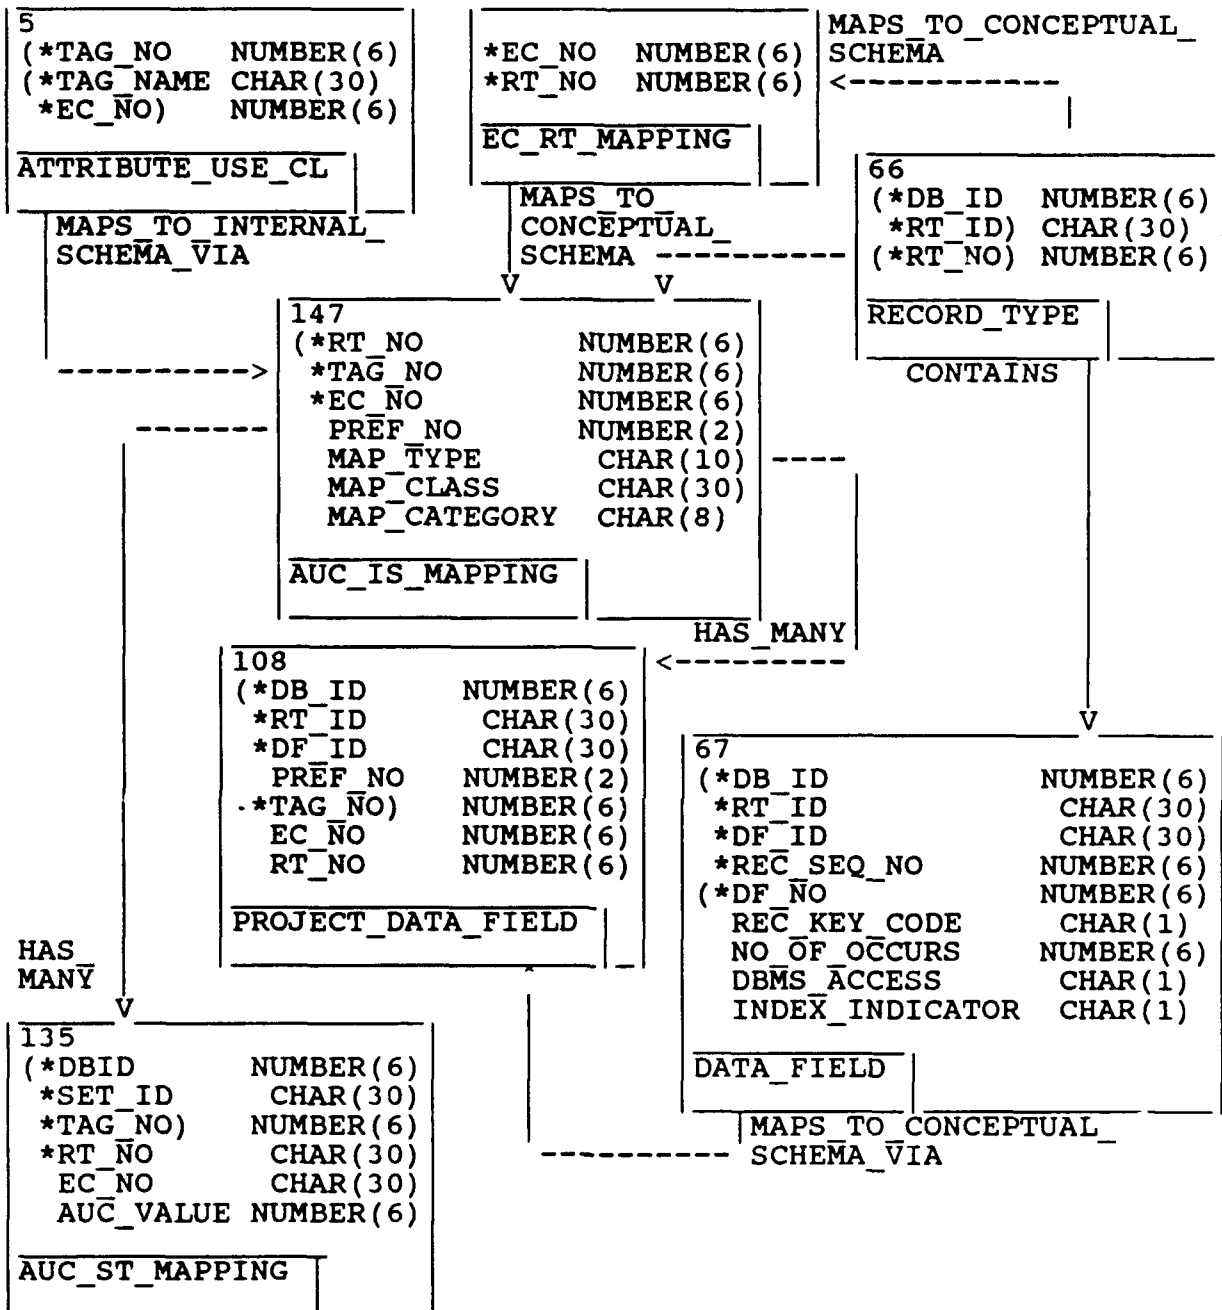 5
(*TAG_NO NUMBER(6)
(*TAG_NAME CHAR(30)
*EC_NO) NUMBER(6)
ATTRIBUTE_USE_CL
*EC_NO NUMBER(6)
*RT_NO NUMBER(6)
EC_RT_MAPPING
MAPS_TO_CONCEPTUAL_
SCHEMA
66
(*DB_ID NUMBER(6)
*RT_ID) CHAR(30)
(*RT_NO) NUMBER(6)
RECORD_TYPE
MAPS_TO_INTERNAL_
SCHEMA_VIA
MAPS_TO_
CONCEPTUAL_
SCHEMA
CONTAINS
147
(*RT_NO NUMBER(6)
*TAG_NO NUMBER(6)
*EC_NO NUMBER(6)
PREF_NO NUMBER(2)
MAP_TYPE CHAR(10)
MAP_CLASS CHAR(30)
MAP_CATEGORY CHAR(8)
AUC_IS_MAPPING
HAS_MANY
108
(*DB_ID NUMBER(6)
*RT_ID CHAR(30)
*DF_ID CHAR(30)
PREF_NO NUMBER(2)
*TAG_NO) NUMBER(6)
EC_NO NUMBER(6)
RT_NO NUMBER(6)
PROJECT_DATA_FIELD
67
(*DB_ID NUMBER(6)
*RT_ID CHAR(30)
*DF_ID CHAR(30)
*REC_SEQ_NO NUMBER(6)
(*DF_NO NUMBER(6)
REC_KEY_CODE CHAR(1)
NO_OF_OCCURS NUMBER(6)
DBMS_ACCESS CHAR(1)
INDEX_INDICATOR CHAR(1)
DATA_FIELD
HAS_
MANY
135
(*DBID NUMBER(6)
*SET_ID CHAR(30)
*TAG_NO) NUMBER(6)
*RT_NO CHAR(30)
EC_NO CHAR(30)
AUC_VALUE NUMBER(6)
AUC_ST_MAPPING
MAPS_TO_CONCEPTUAL_
SCHEMA_VIA